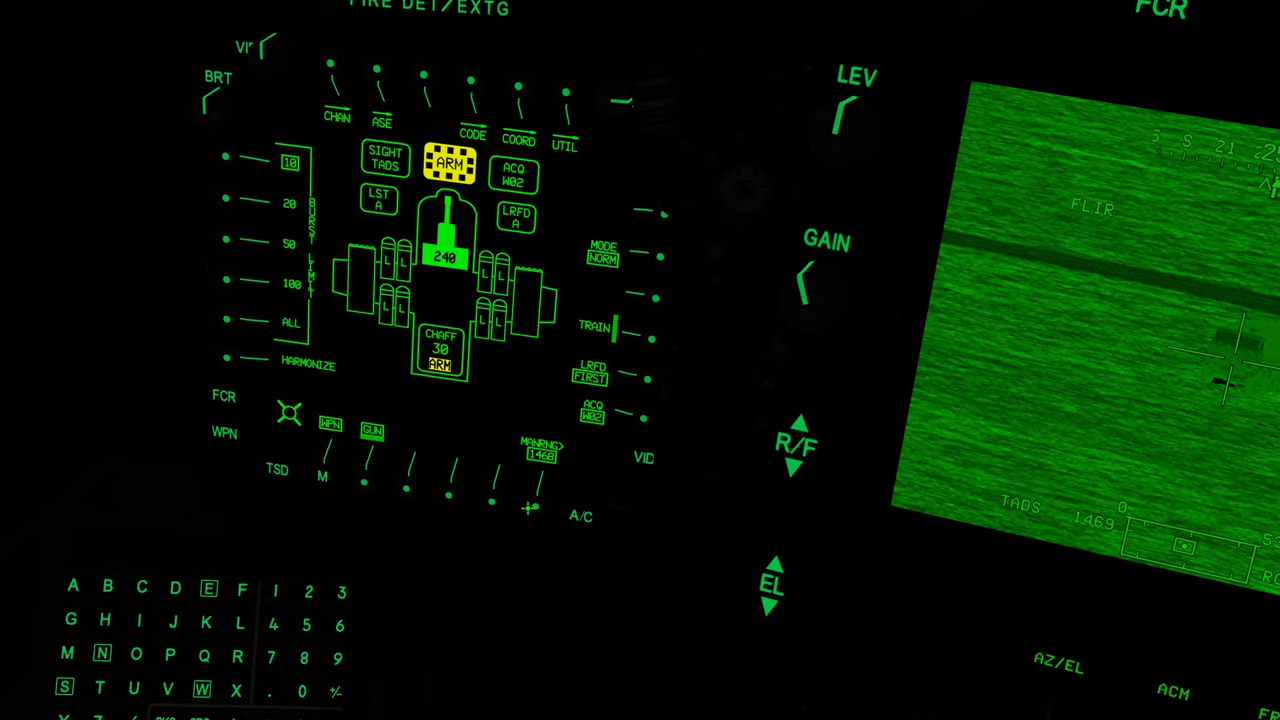 FIRE DET/EXTG
FCR
BRT
LEV
CHAN
ASE
CODE
COORD
UTIL
SIGHT
TADS
ARM
ACQ
W02
10
LST
A
LRFD
A
20
BURST LIMIT
50
100
ALL
HARMONIZE
240
L L L L
L L L L
CHAFF
30
ARM
MODE
NORM
TRAIN
LRFD
FIRST
ACQ
W02
GAIN
5 S 21
FLIR
FCR
WPN
TSD
WPN
M
GUN
MANRNG>
1468
VID
A/C
R/F
EL
TADS
1469
0
A B C D E F 1 2 3
G H I J K L 4 5 6
M N O P Q R 7 8 9
S T U V W X . 0 +/-
AZ/EL
ACM